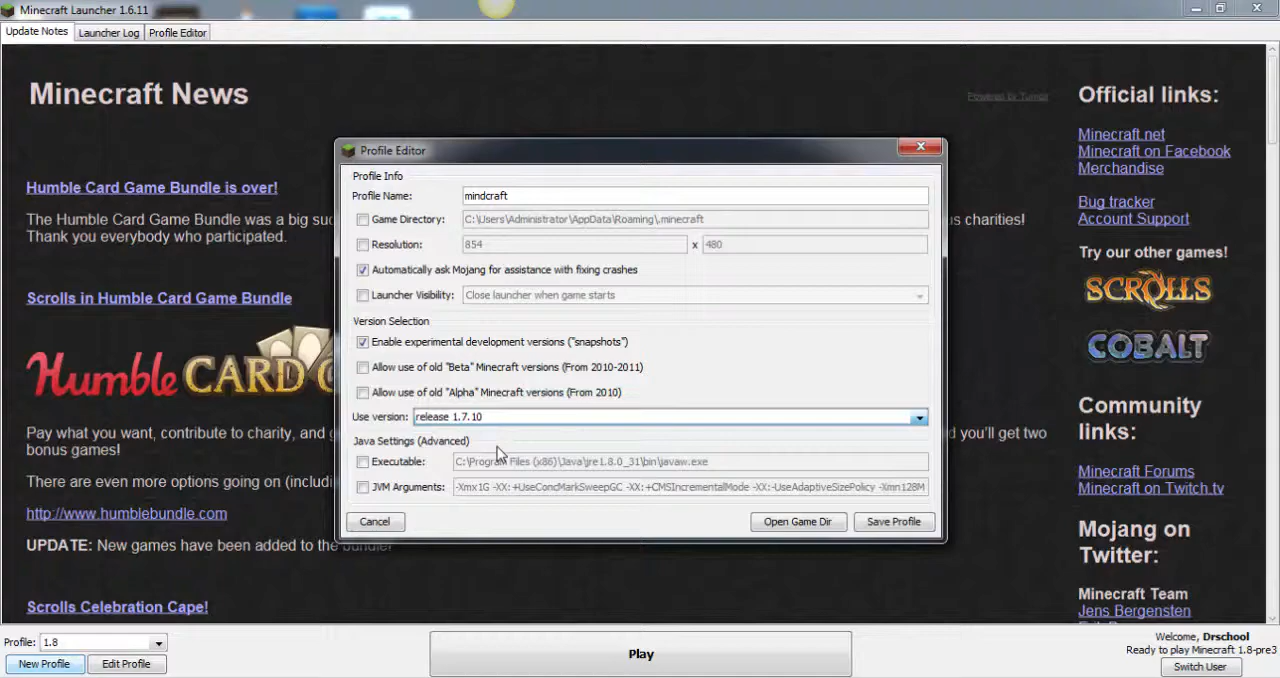 Minecraft Launcher 1.6.11
Update Notes
Launcher Log
Profile Editor
Minecraft News
Powered by Tumblr
Humble Card Game Bundle is over!
The Humble Card Game Bundle was a big suc
us charities!
Thank you everybody who participated.
Scrolls in Humble Card Game Bundle
Humble CARD G
Pay what you want, contribute to charity, and g
d you'll get two
bonus games!
There are even more options going on (includi
http://www.humblebundle.com
UPDATE: New games have been added to the bundle!
Scrolls Celebration Cape!
Profile Editor
Profile Info
Profile Name: mindcraft
Game Directory: C:\Users\Administrator\AppData\Roaming\.minecraft
Resolution: 854 x 480
Automatically ask Mojang for assistance with fixing crashes
Launcher Visibility: Close launcher when game starts
Version Selection
Enable experimental development versions ("snapshots")
Allow use of old "Beta" Minecraft versions (From 2010-2011)
Allow use of old "Alpha" Minecraft versions (From 2010)
Use version: release 1.7.10
Java Settings (Advanced)
Executable: C:\Program Files (x86)\Java\jre1.8.0_31\bin\javaw.exe
JVM Arguments: -Xmx1G -XX:+UseConcMarkSweepGC -XX:+CMSIncrementalMode -XX:-UseAdaptiveSizePolicy -Xmn128M
Cancel
Open Game Dir
Save Profile
Official links:
Minecraft.net
Minecraft on Facebook
Merchandise
Bug tracker
Account Support
Try our other games!
SCROLLS
COBALT
Community
links:
Minecraft Forums
Minecraft on Twitch.tv
Mojang on
Twitter:
Minecraft Team
Jens Bergensten
Profile: 1.8
New Profile
Edit Profile
Play
Welcome, Drschool
Ready to play Minecraft 1.8-pre3
Switch User